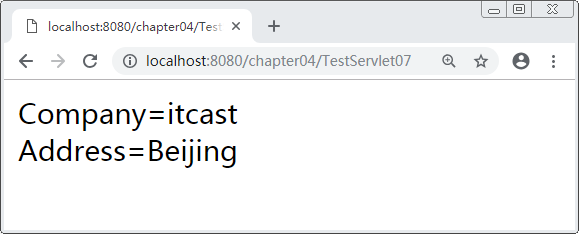 localhost:8080/chapter04/Test
localhost:8080/chapter04/TestServlet07
Company=itcast
Address=Beijing